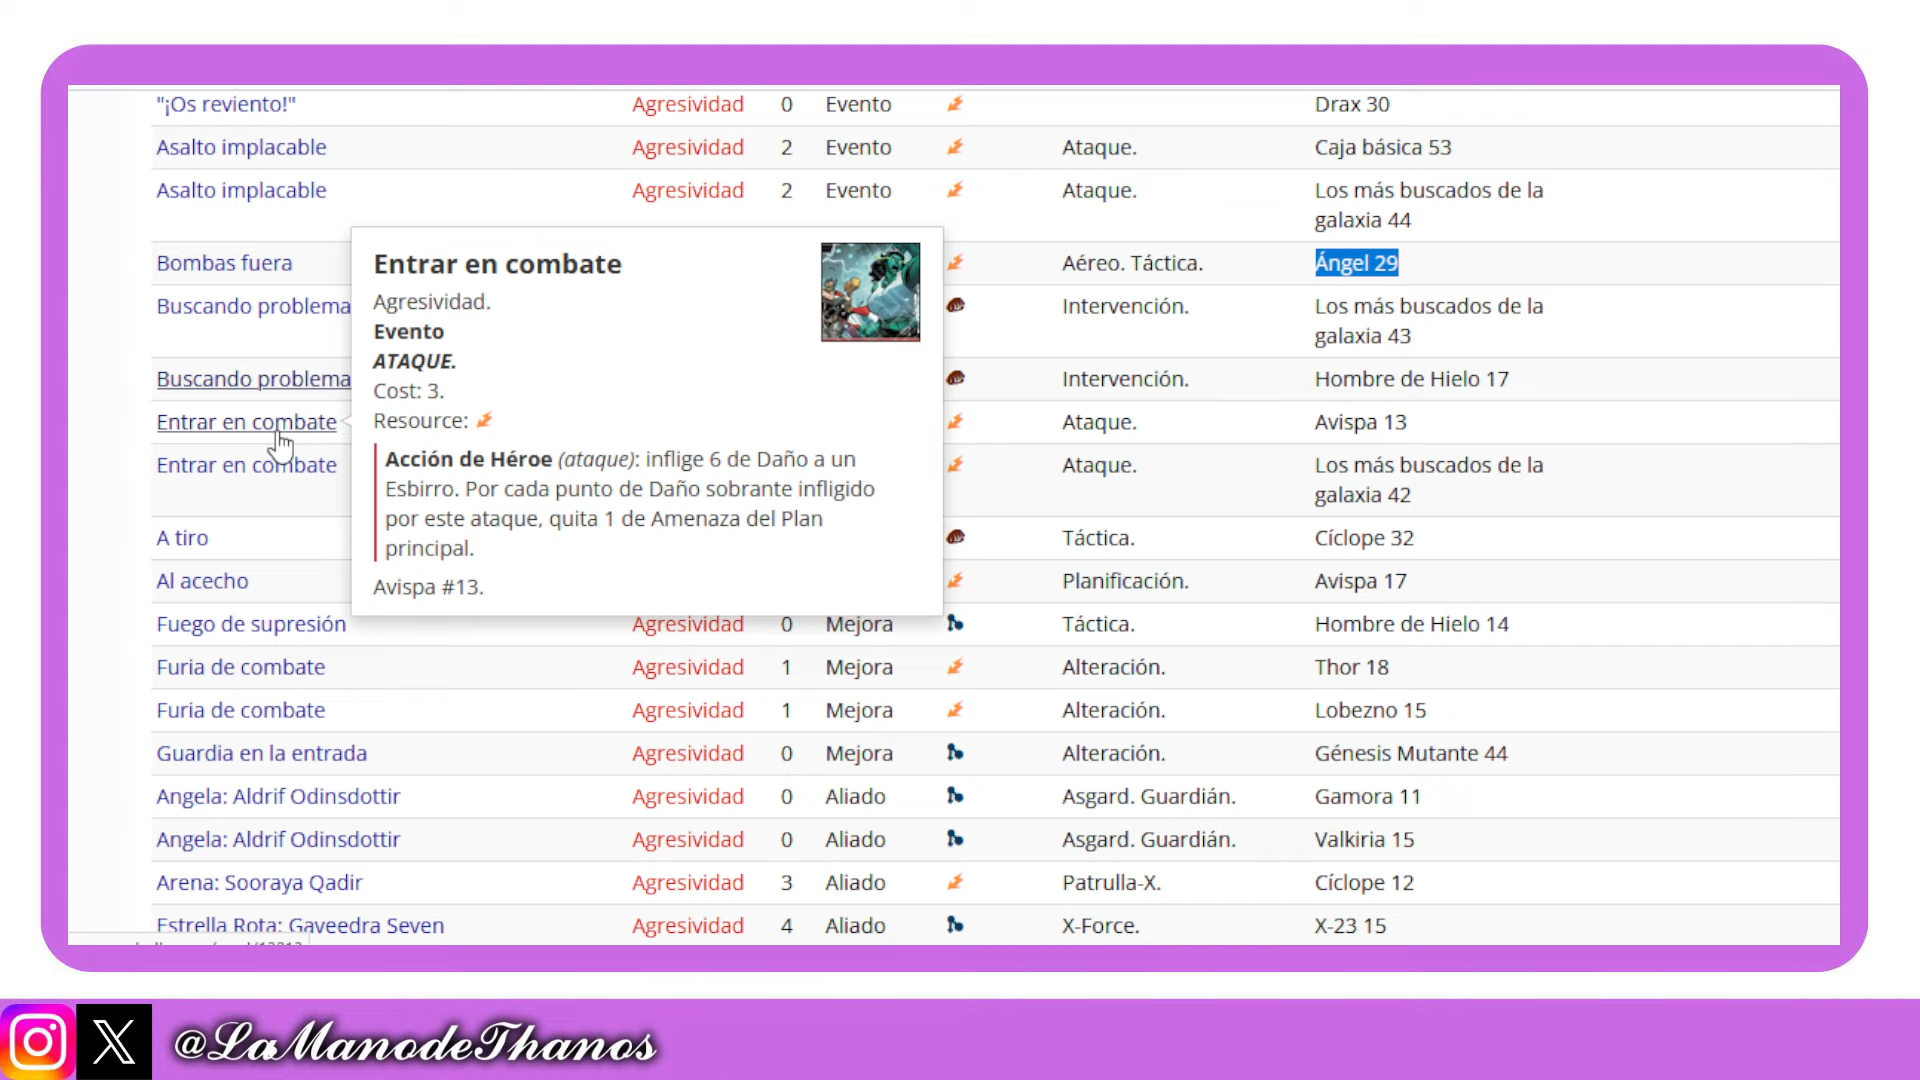 "¡Os reviento!" Agresividad 0 Evento Drax 30
Asalto implacable Agresividad 2 Evento Ataque. Caja básica 53
Asalto implacable Agresividad 2 Evento Ataque. Los más buscados de la
galaxia 44
Bombas fuera Aéreo. Táctica. Ángel 29
Buscando problema Intervención. Los más buscados de la
galaxia 43
Buscando problema Intervención. Hombre de Hielo 17
Entrar en combate Ataque. Avispa 13
Entrar en combate Ataque. Los más buscados de la
galaxia 42
A tiro Táctica. Cíclope 32
Al acecho Planificación. Avispa 17
Entrar en combate
Agresividad.
Evento
ATAQUE.
Cost: 3.
Resource:
Acción de Héroe (ataque): inflige 6 de Daño a un
Esbirro. Por cada punto de Daño sobrante infligido
por este ataque, quita 1 de Amenaza del Plan
principal.
Avispa #13.
Fuego de supresión Agresividad 0 Mejora Táctica. Hombre de Hielo 14
Furia de combate Agresividad 1 Mejora Alteración. Thor 18
Furia de combate Agresividad 1 Mejora Alteración. Lobezno 15
Guardia en la entrada Agresividad 0 Mejora Alteración. Génesis Mutante 44
Angela: Aldrif Odinsdottir Agresividad 0 Aliado Asgard. Guardián. Gamora 11
Angela: Aldrif Odinsdottir Agresividad 0 Aliado Asgard. Guardián. Valkiria 15
Arena: Sooraya Qadir Agresividad 3 Aliado Patrulla-X. Cíclope 12
Estrella Rota: Gaveedra Seven Agresividad 4 Aliado X-Force. X-23 15
@LaManodeThanos